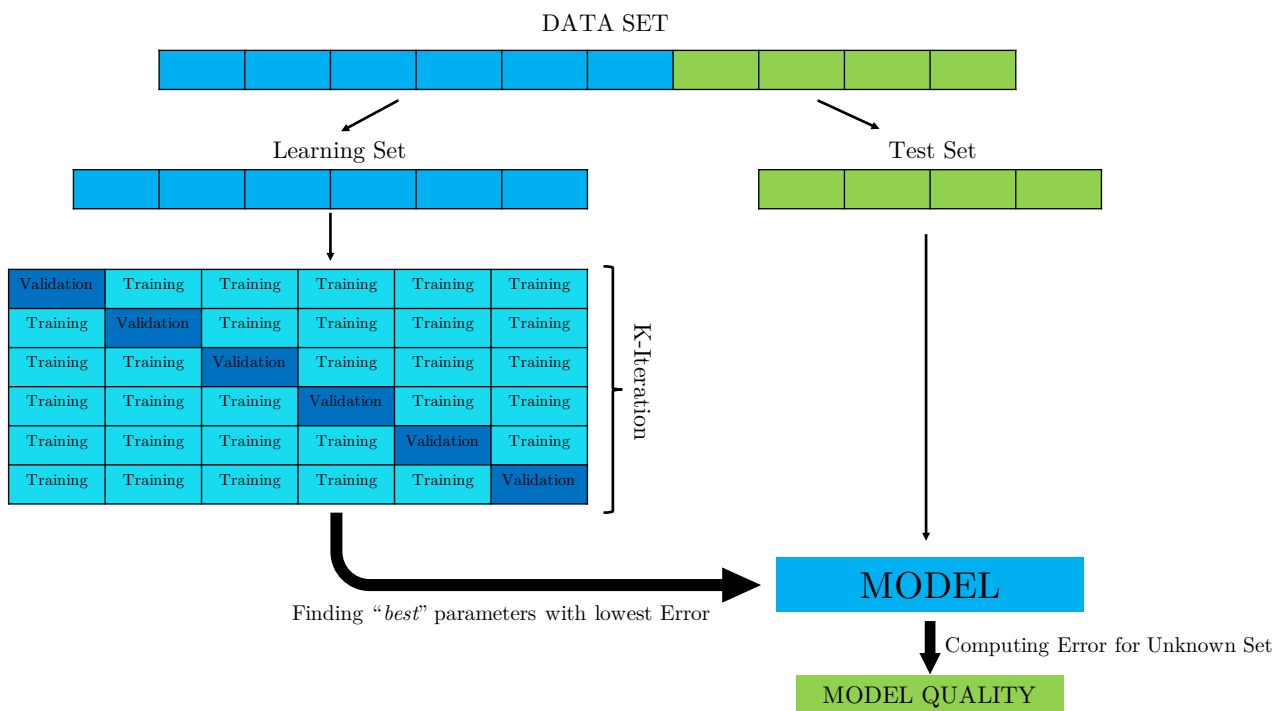 DATA SET
Learning Set
Test Set
Validation Training Training Training Training Training
Training Validation Training Training Training Training
Training Training Validation Training Training Training
Training Training Training Validation Training Training
Training Training Training Training Validation Training
Training Training Training Training Training Validation
K-Iteration
MODEL
Finding “best” parameters with lowest Error
Computing Error for Unknown Set
MODEL QUALITY